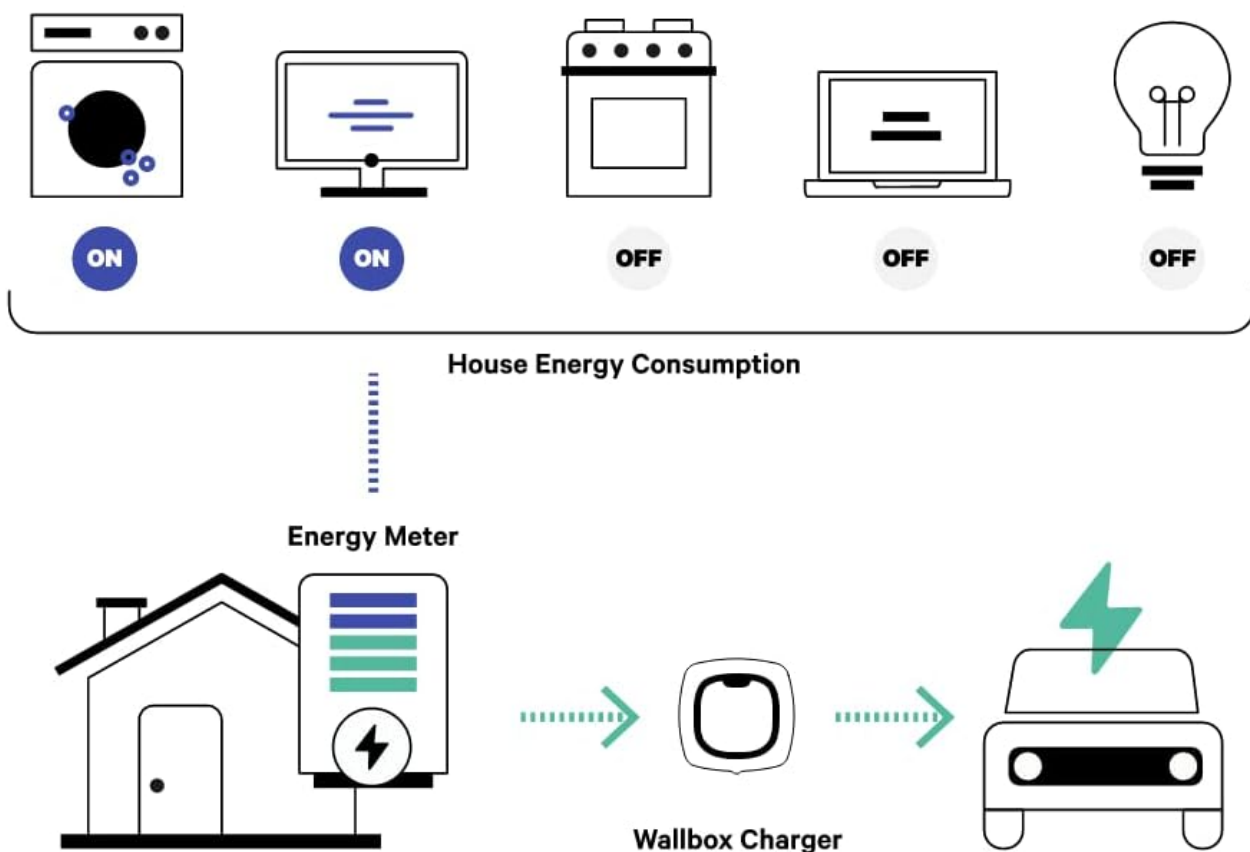 ON
ON
OFF
OFF
OFF
House Energy Consumption
Energy Meter
Wallbox Charger